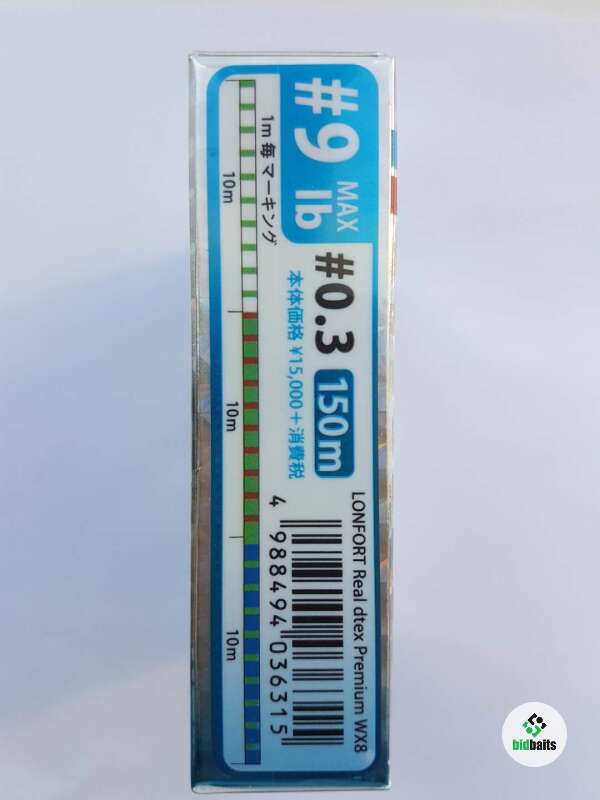 #9 MAX lb
#0.3 150m
本体価格 ¥15,000+消費税
1m毎マーキング
10m
10m
10m
LONFORT Real dtex Premium WX8
4 988494 036315
bidbaits